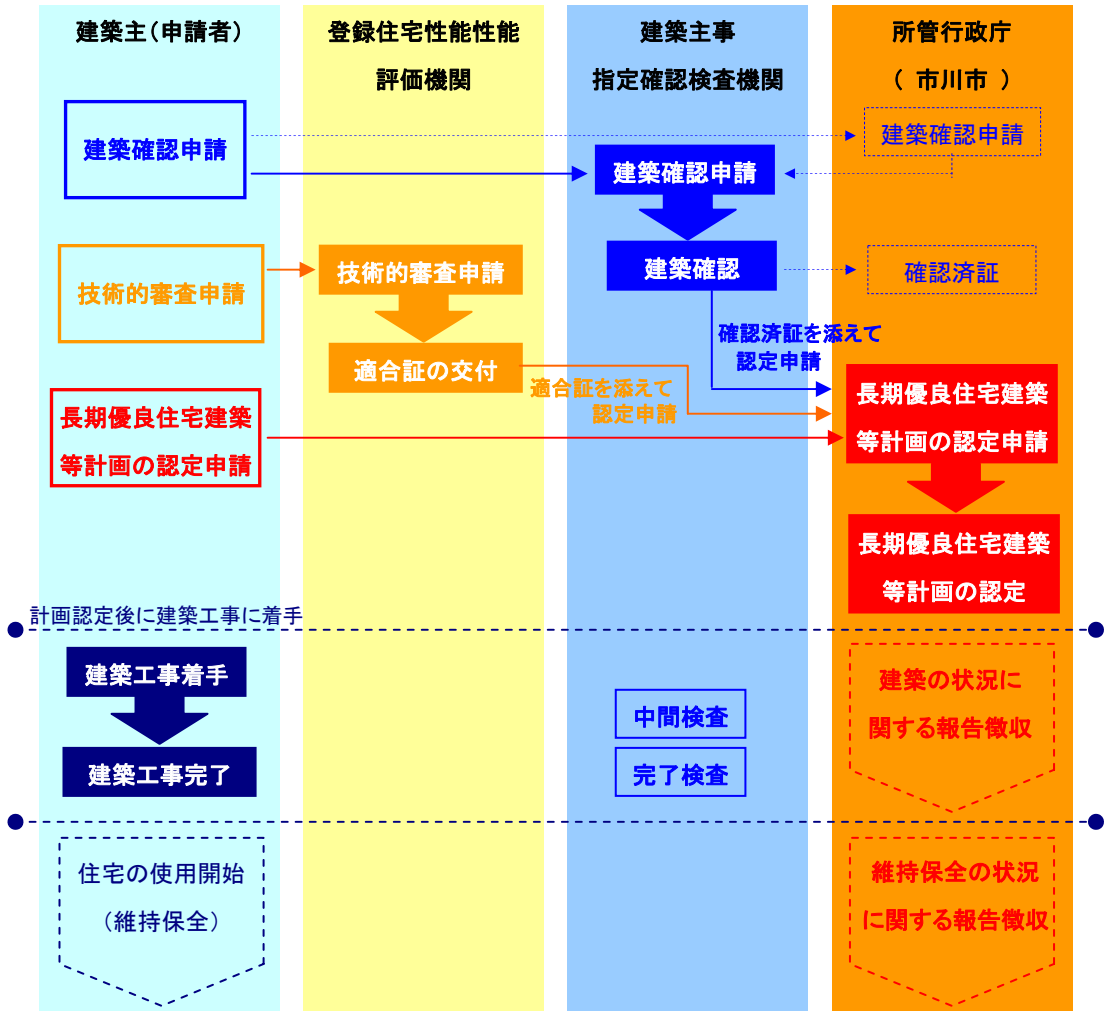 建築主(申請者)
登録住宅性能性能
評価機関
建築主事
指定確認検査機関
所管行政庁
( 市川市 )
建築確認申請
建築確認申請
建築確認申請
技術的審査申請
技術的審査申請
建築確認
確認済証
確認済証を添えて
認定申請
適合証の交付
適合証を添えて
認定申請
長期優良住宅建築
等計画の認定申請
長期優良住宅建築
等計画の認定申請
長期優良住宅建築
等計画の認定
計画認定後に建築工事に着手
建築工事着手
建築工事完了
中間検査
完了検査
建築の状況に
関する報告徴収
住宅の使用開始
(維持保全)
維持保全の状況
に関する報告徴収